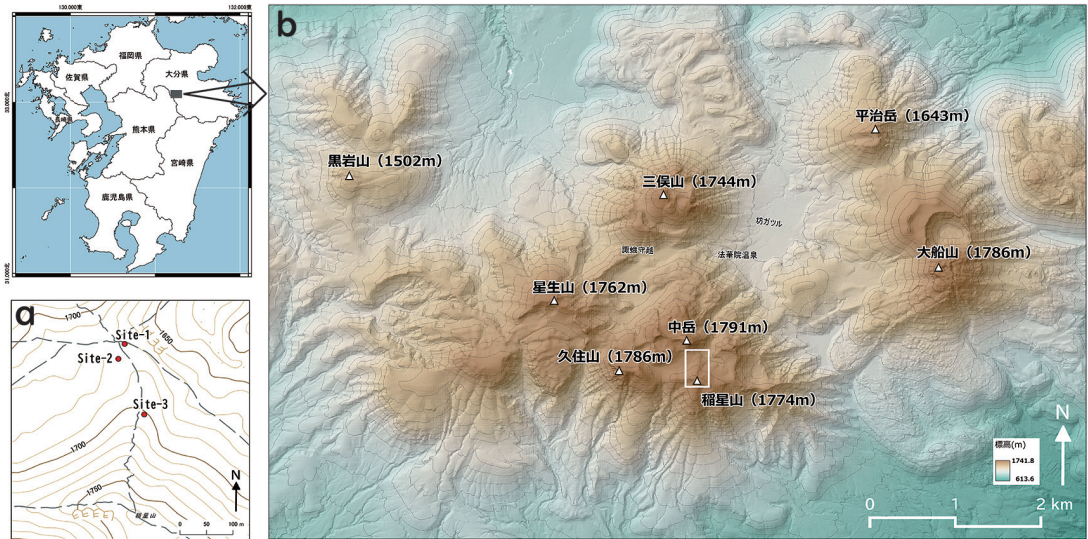 130.000東
132.000東
33.000北
31.000北
福岡県
佐賀県
大分県
長崎県
熊本県
宮崎県
鹿児島県
a
1700
1650
Site-1
Site-2
Site-3
1700
1750
稲星山
N
0 50 100 m
b
平治岳（1643m）
黒岩山（1502m）
三俣山（1744m）
坊ガツル
諏蛾守越
法華院温泉
大船山（1786m）
星生山（1762m）
中岳（1791m）
久住山（1786m）
稲星山（1774m）
N
標高(m)
1741.8
613.6
0 1 2 km